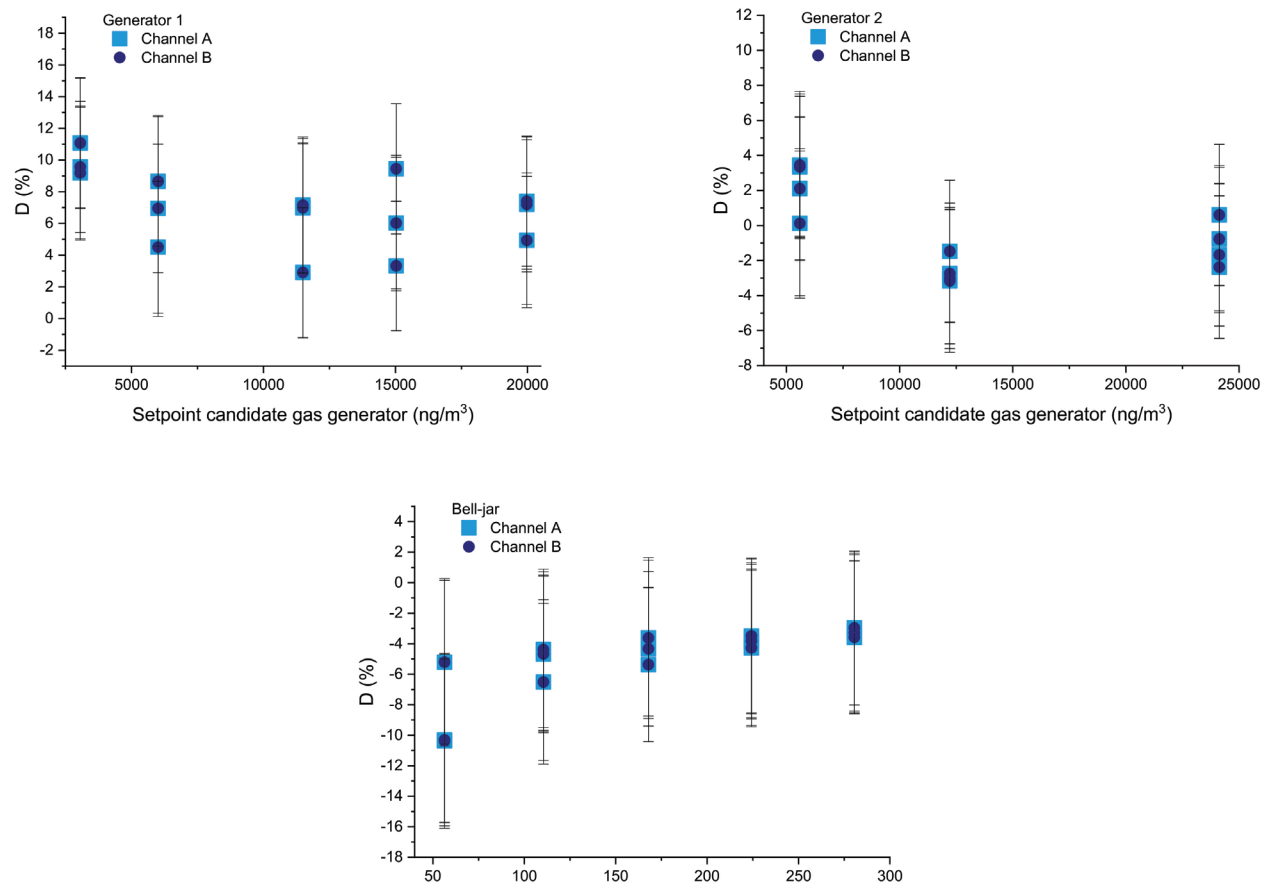 Generator 1
Channel A
Channel B
18
16
14
12
10
8
6
4
2
0
-2
D (%)
5000 10000 15000 20000
Setpoint candidate gas generator (ng/m³)
Generator 2
Channel A
Channel B
12
10
8
6
4
2
0
-2
-4
-6
-8
D (%)
5000 10000 15000 20000 25000
Setpoint candidate gas generator (ng/m³)
Bell-jar
Channel A
Channel B
4
2
0
-2
-4
-6
-8
-10
-12
-14
-16
-18
D (%)
50 100 150 200 250 300